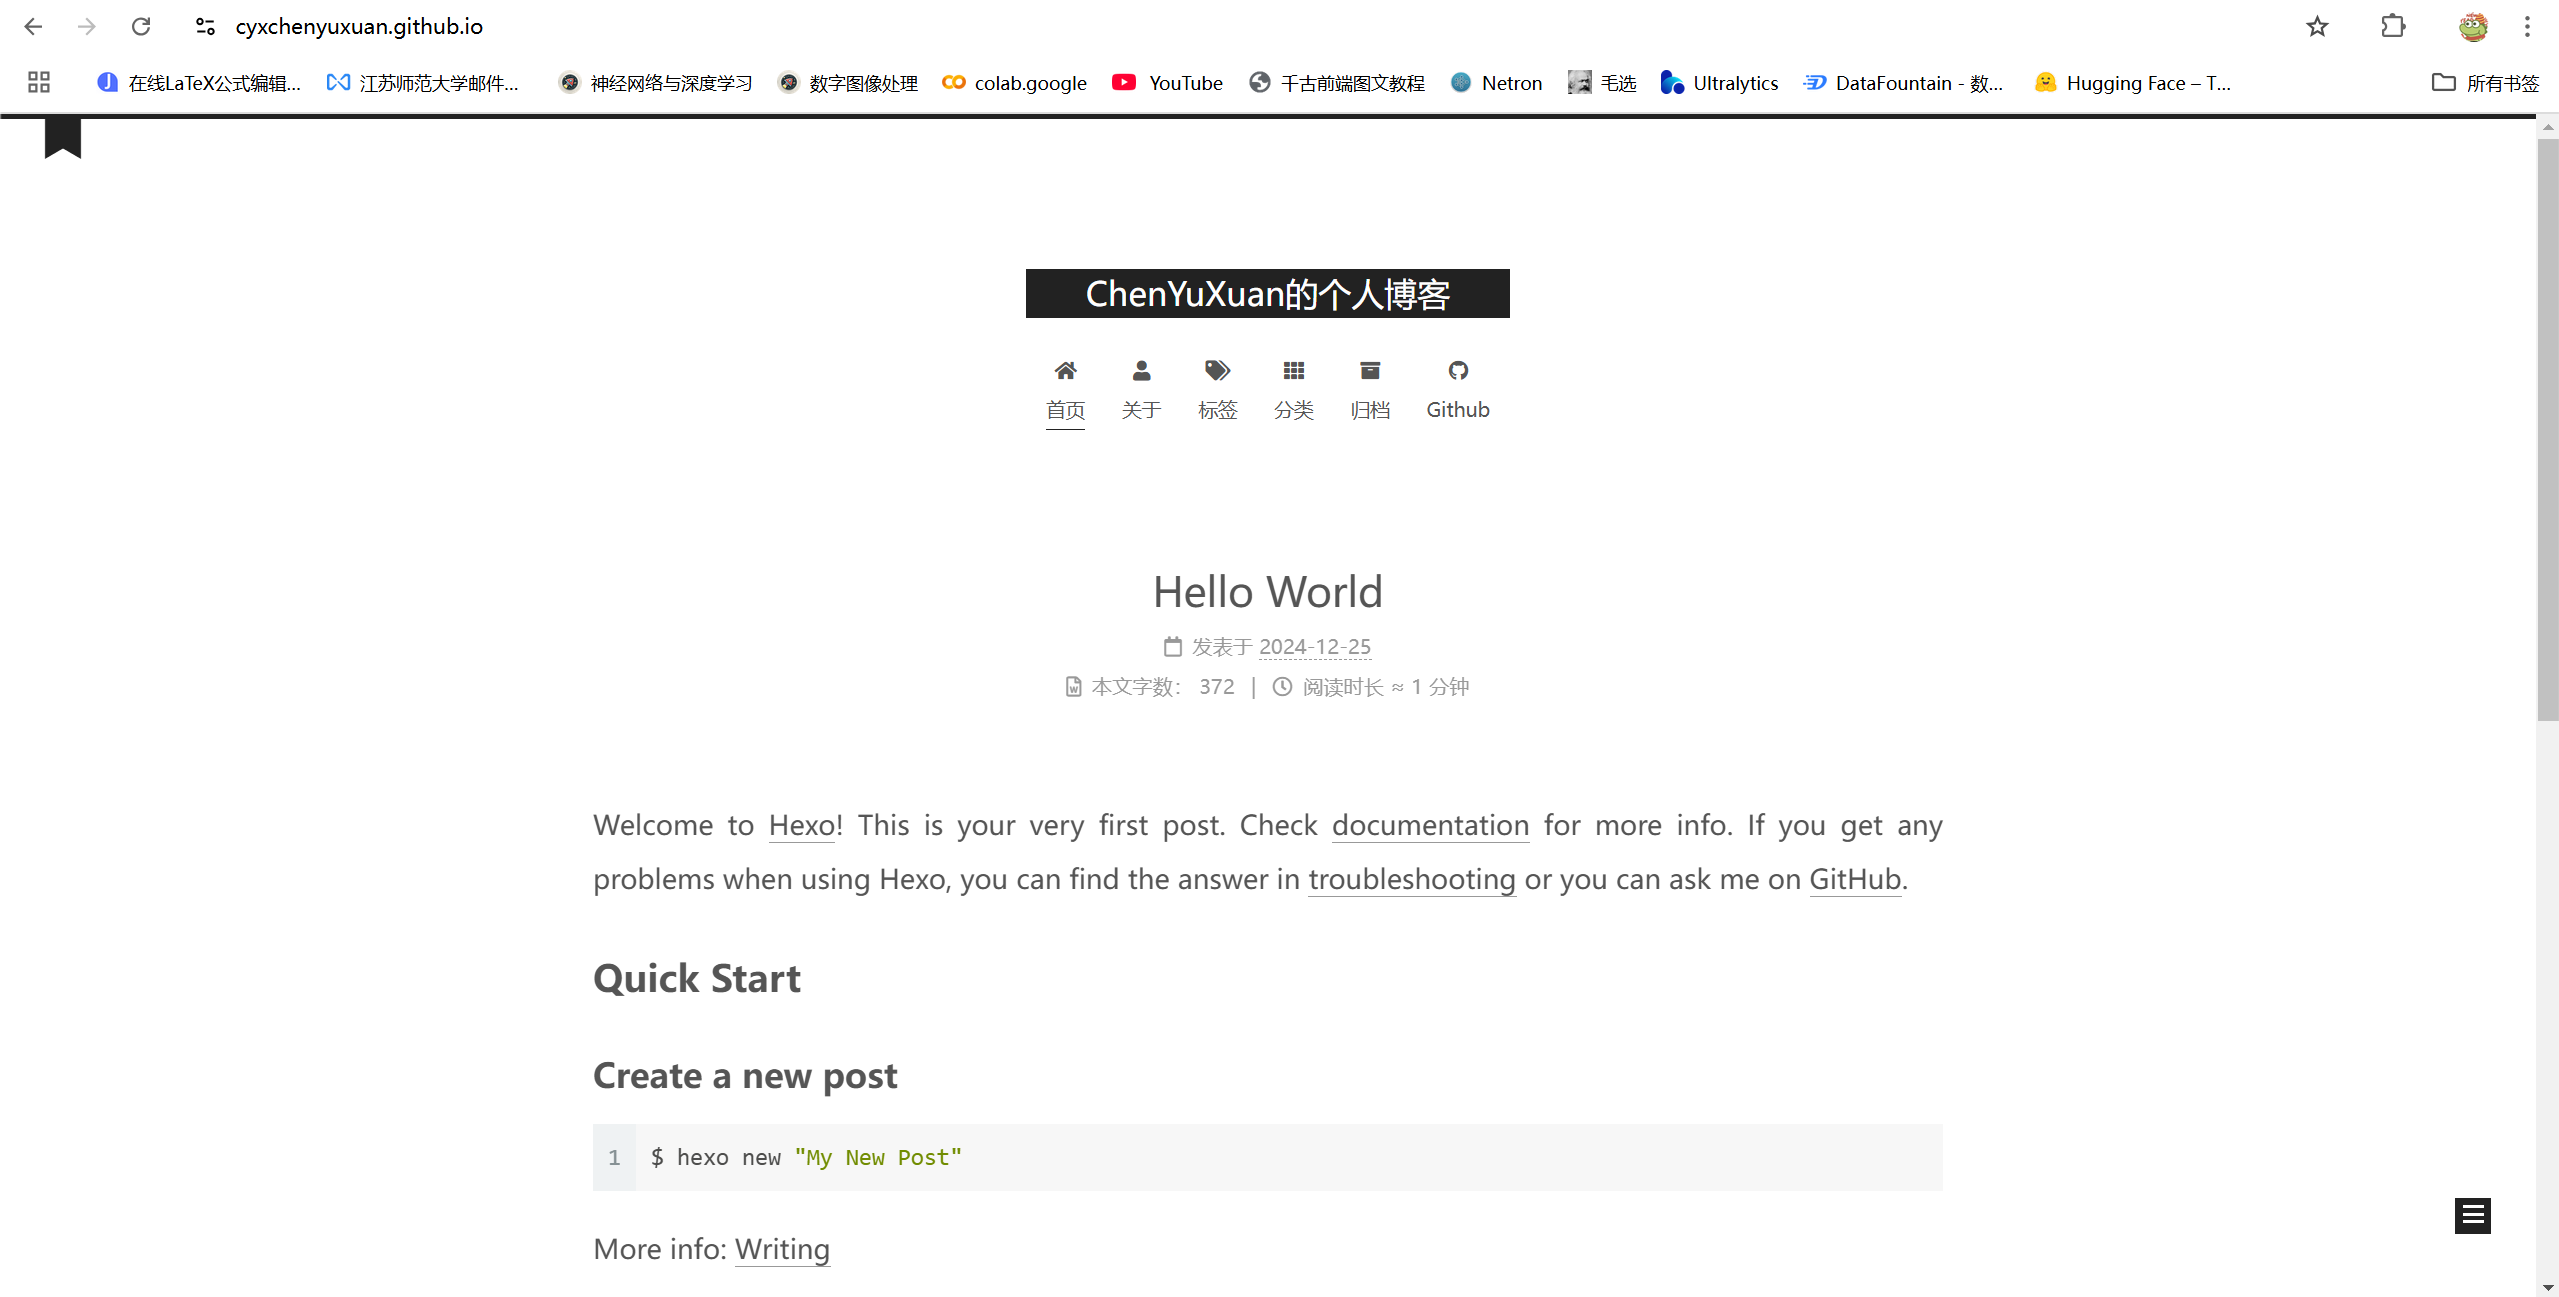 cyxchenyuxuan.github.io
在线LaTeX公式编辑... 江苏师范大学邮件... 神经网络与深度学习 数字图像处理 colab.google YouTube 千古前端图文教程 Netron 毛选 Ultralytics DataFountain - 数... Hugging Face – T... 所有书签
ChenYuXuan的个人博客
首页 关于 标签 分类 归档 Github
Hello World
发表于 2024-12-25
本文字数： 372 | 阅读时长 ≈ 1 分钟
Welcome to Hexo! This is your very first post. Check documentation for more info. If you get any
problems when using Hexo, you can find the answer in troubleshooting or you can ask me on GitHub.
Quick Start
Create a new post
1 $ hexo new "My New Post"
More info: Writing